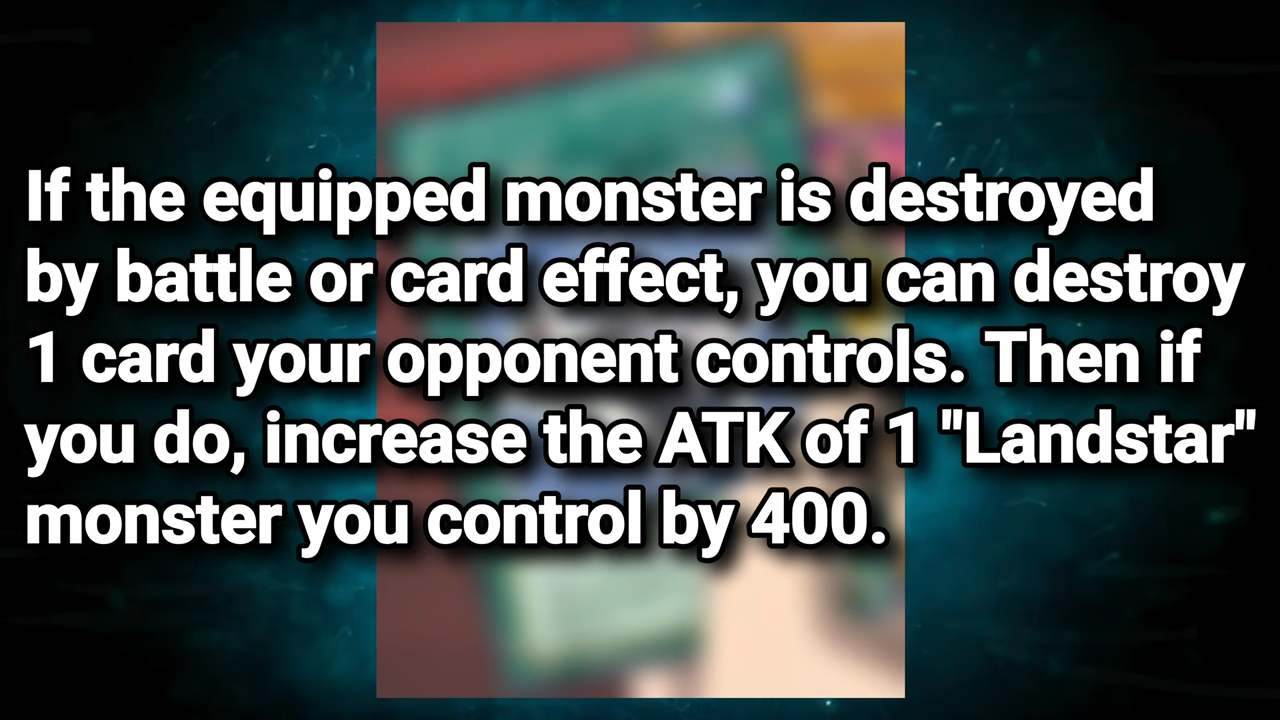 If the equipped monster is destroyed
by battle or card effect, you can destroy
1 card your opponent controls. Then if
you do, increase the ATK of 1 "Landstar"
monster you control by 400.